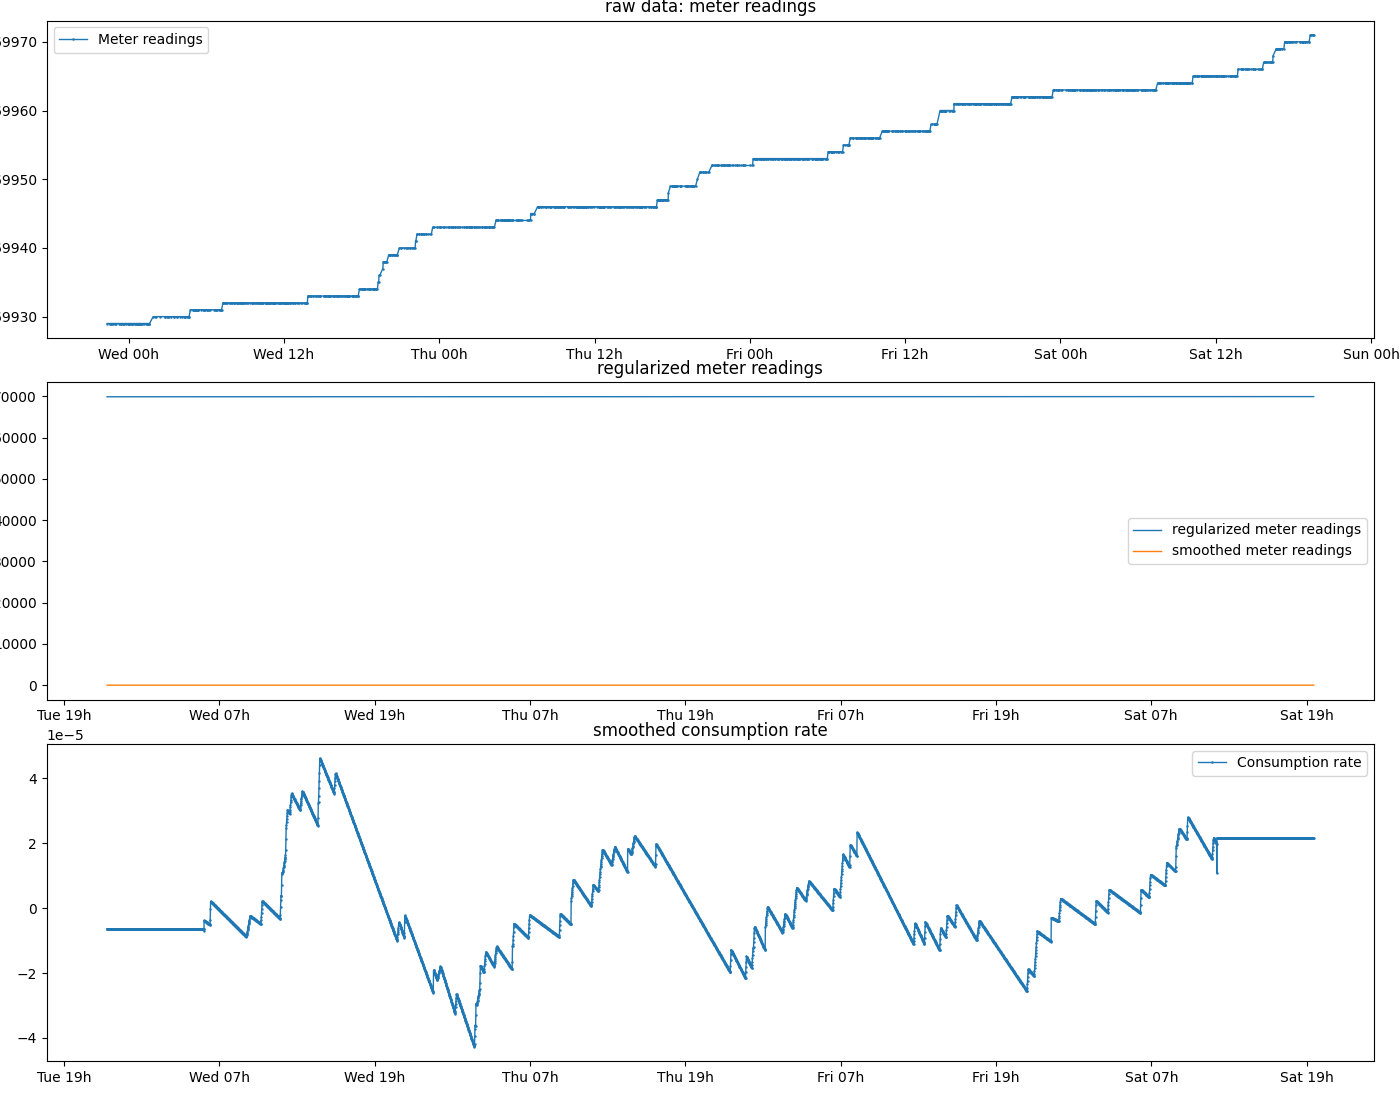 raw data: meter readings
Meter readings
9970
9960
9950
9940
9930
Wed 00h Wed 12h Thu 00h Thu 12h Fri 00h Fri 12h Sat 00h Sat 12h Sun 00h
regularized meter readings
0000
0000
0000
0000
0000
0000
0000
0
regularized meter readings
smoothed meter readings
Tue 19h Wed 07h Wed 19h Thu 07h Thu 19h Fri 07h Fri 19h Sat 07h Sat 19h
smoothed consumption rate
1e−5
Consumption rate
4
2
0
−2
−4
Tue 19h Wed 07h Wed 19h Thu 07h Thu 19h Fri 07h Fri 19h Sat 07h Sat 19h